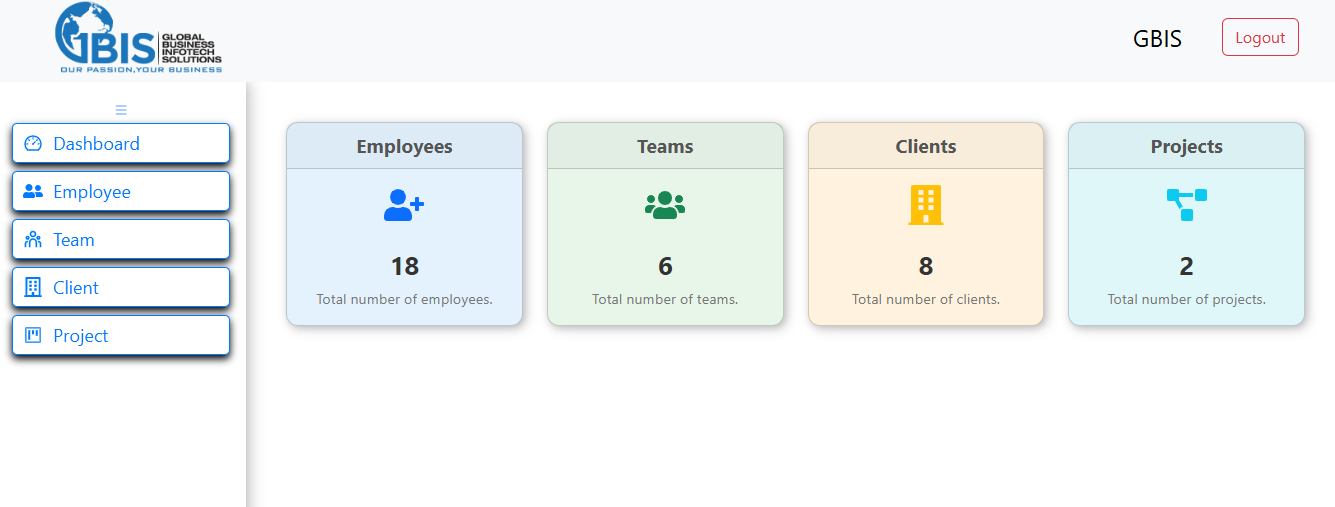 GBIS
GLOBAL
BUSINESS
INFOTECH
SOLUTIONS
OUR PASSION,YOUR BUSINESS
GBIS
Logout
Dashboard
Employee
Team
Client
Project
Employees
18
Total number of employees.
Teams
6
Total number of teams.
Clients
8
Total number of clients.
Projects
2
Total number of projects.